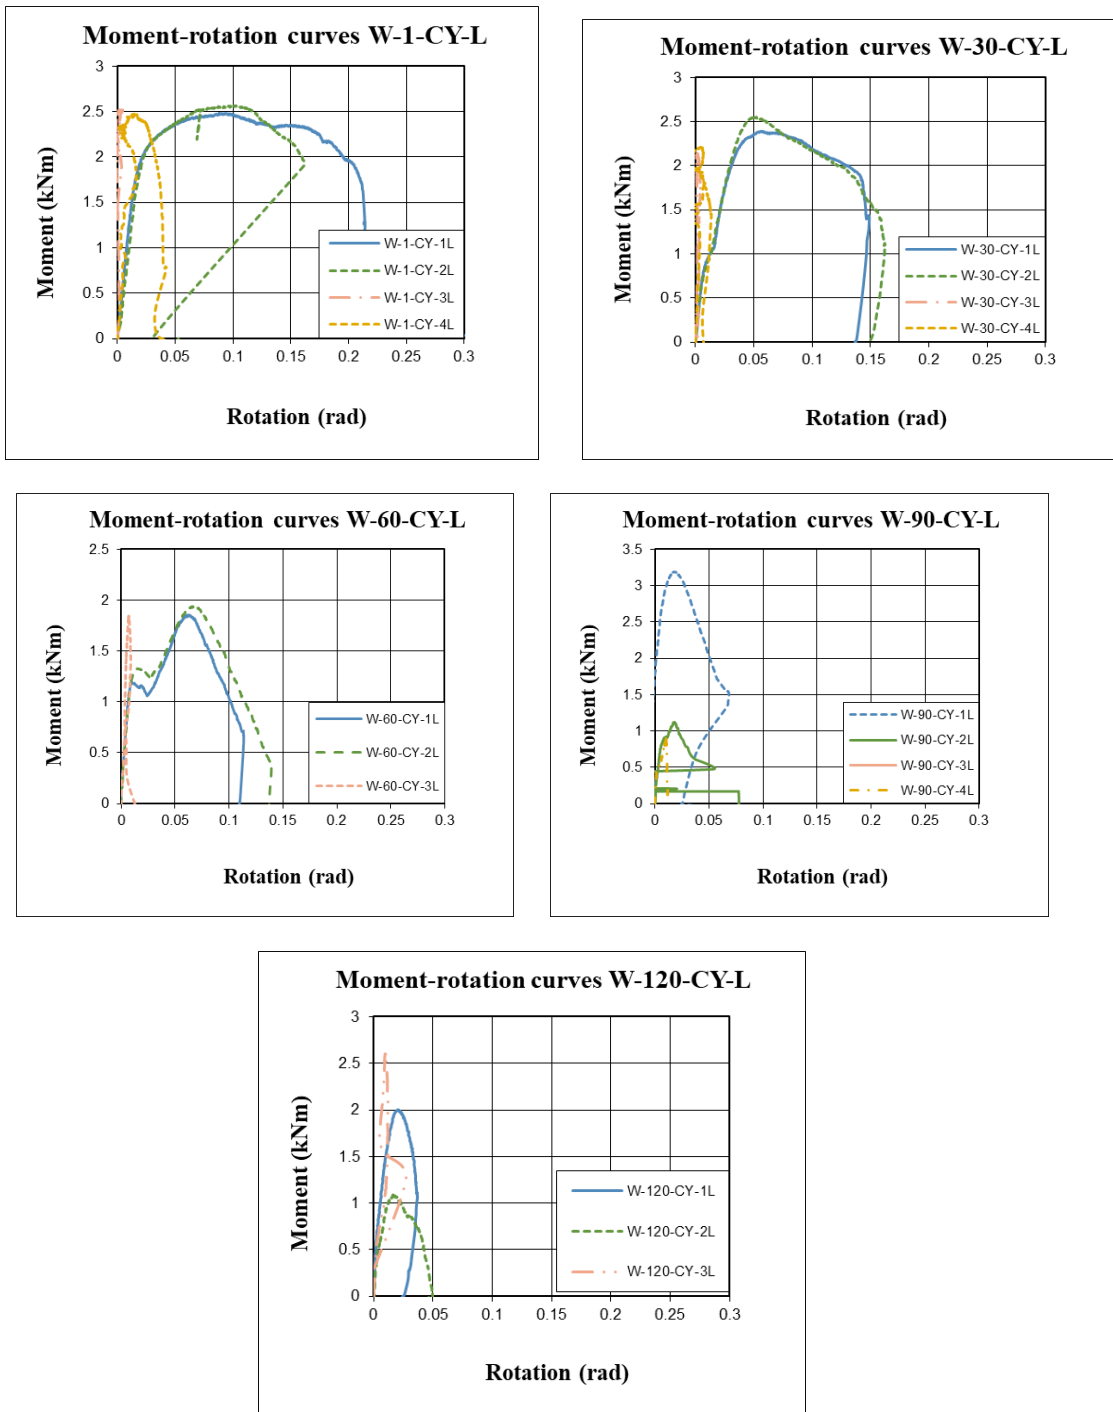 Moment-rotation curves W-1-CY-L
Moment (kNm)
3
2.5
2
1.5
1
0.5
0
0 0.05 0.1 0.15 0.2 0.25 0.3
W-1-CY-1L
W-1-CY-2L
W-1-CY-3L
W-1-CY-4L
Rotation (rad)
Moment-rotation curves W-30-CY-L
Moment (kNm)
3
2.5
2
1.5
1
0.5
0
0 0.05 0.1 0.15 0.2 0.25 0.3
W-30-CY-1L
W-30-CY-2L
W-30-CY-3L
W-30-CY-4L
Rotation (rad)
Moment-rotation curves W-60-CY-L
Moment (kNm)
2.5
2
1.5
1
0.5
0
0 0.05 0.1 0.15 0.2 0.25 0.3
W-60-CY-1L
W-60-CY-2L
W-60-CY-3L
Rotation (rad)
Moment-rotation curves W-90-CY-L
Moment (kNm)
3.5
3
2.5
2
1.5
1
0.5
0
0 0.05 0.1 0.15 0.2 0.25 0.3
W-90-CY-1L
W-90-CY-2L
W-90-CY-3L
W-90-CY-4L
Rotation (rad)
Moment-rotation curves W-120-CY-L
Moment (kNm)
3
2.5
2
1.5
1
0.5
0
0 0.05 0.1 0.15 0.2 0.25 0.3
W-120-CY-1L
W-120-CY-2L
W-120-CY-3L
Rotation (rad)